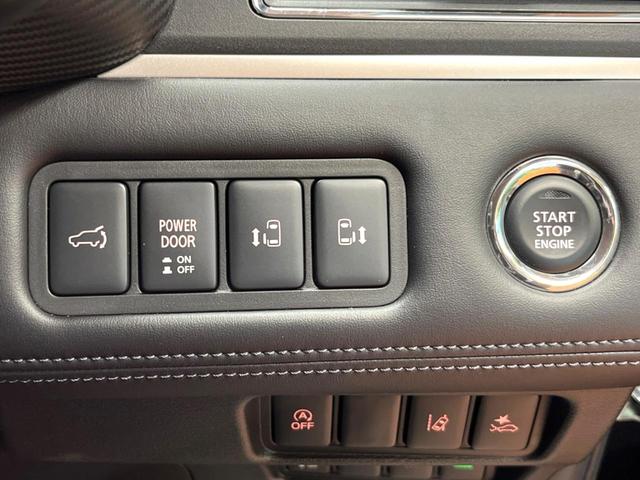 POWER
DOOR
ON
OFF
START
STOP
ENGINE
A
OFF